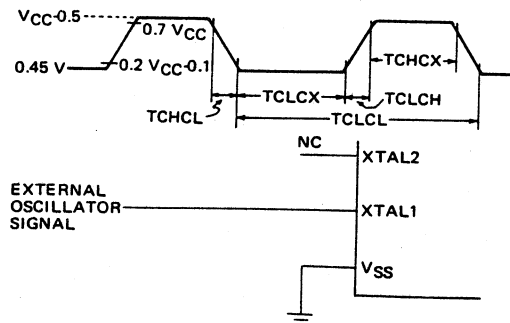 VCC-0.5
0.7 VCC
0.45 V
0.2 VCC-0.1
TCHCX
TCLCX
TCLCH
TCHCL
TCLCL
NC
XTAL2
EXTERNAL
OSCILLATOR
SIGNAL
XTAL1
VSS